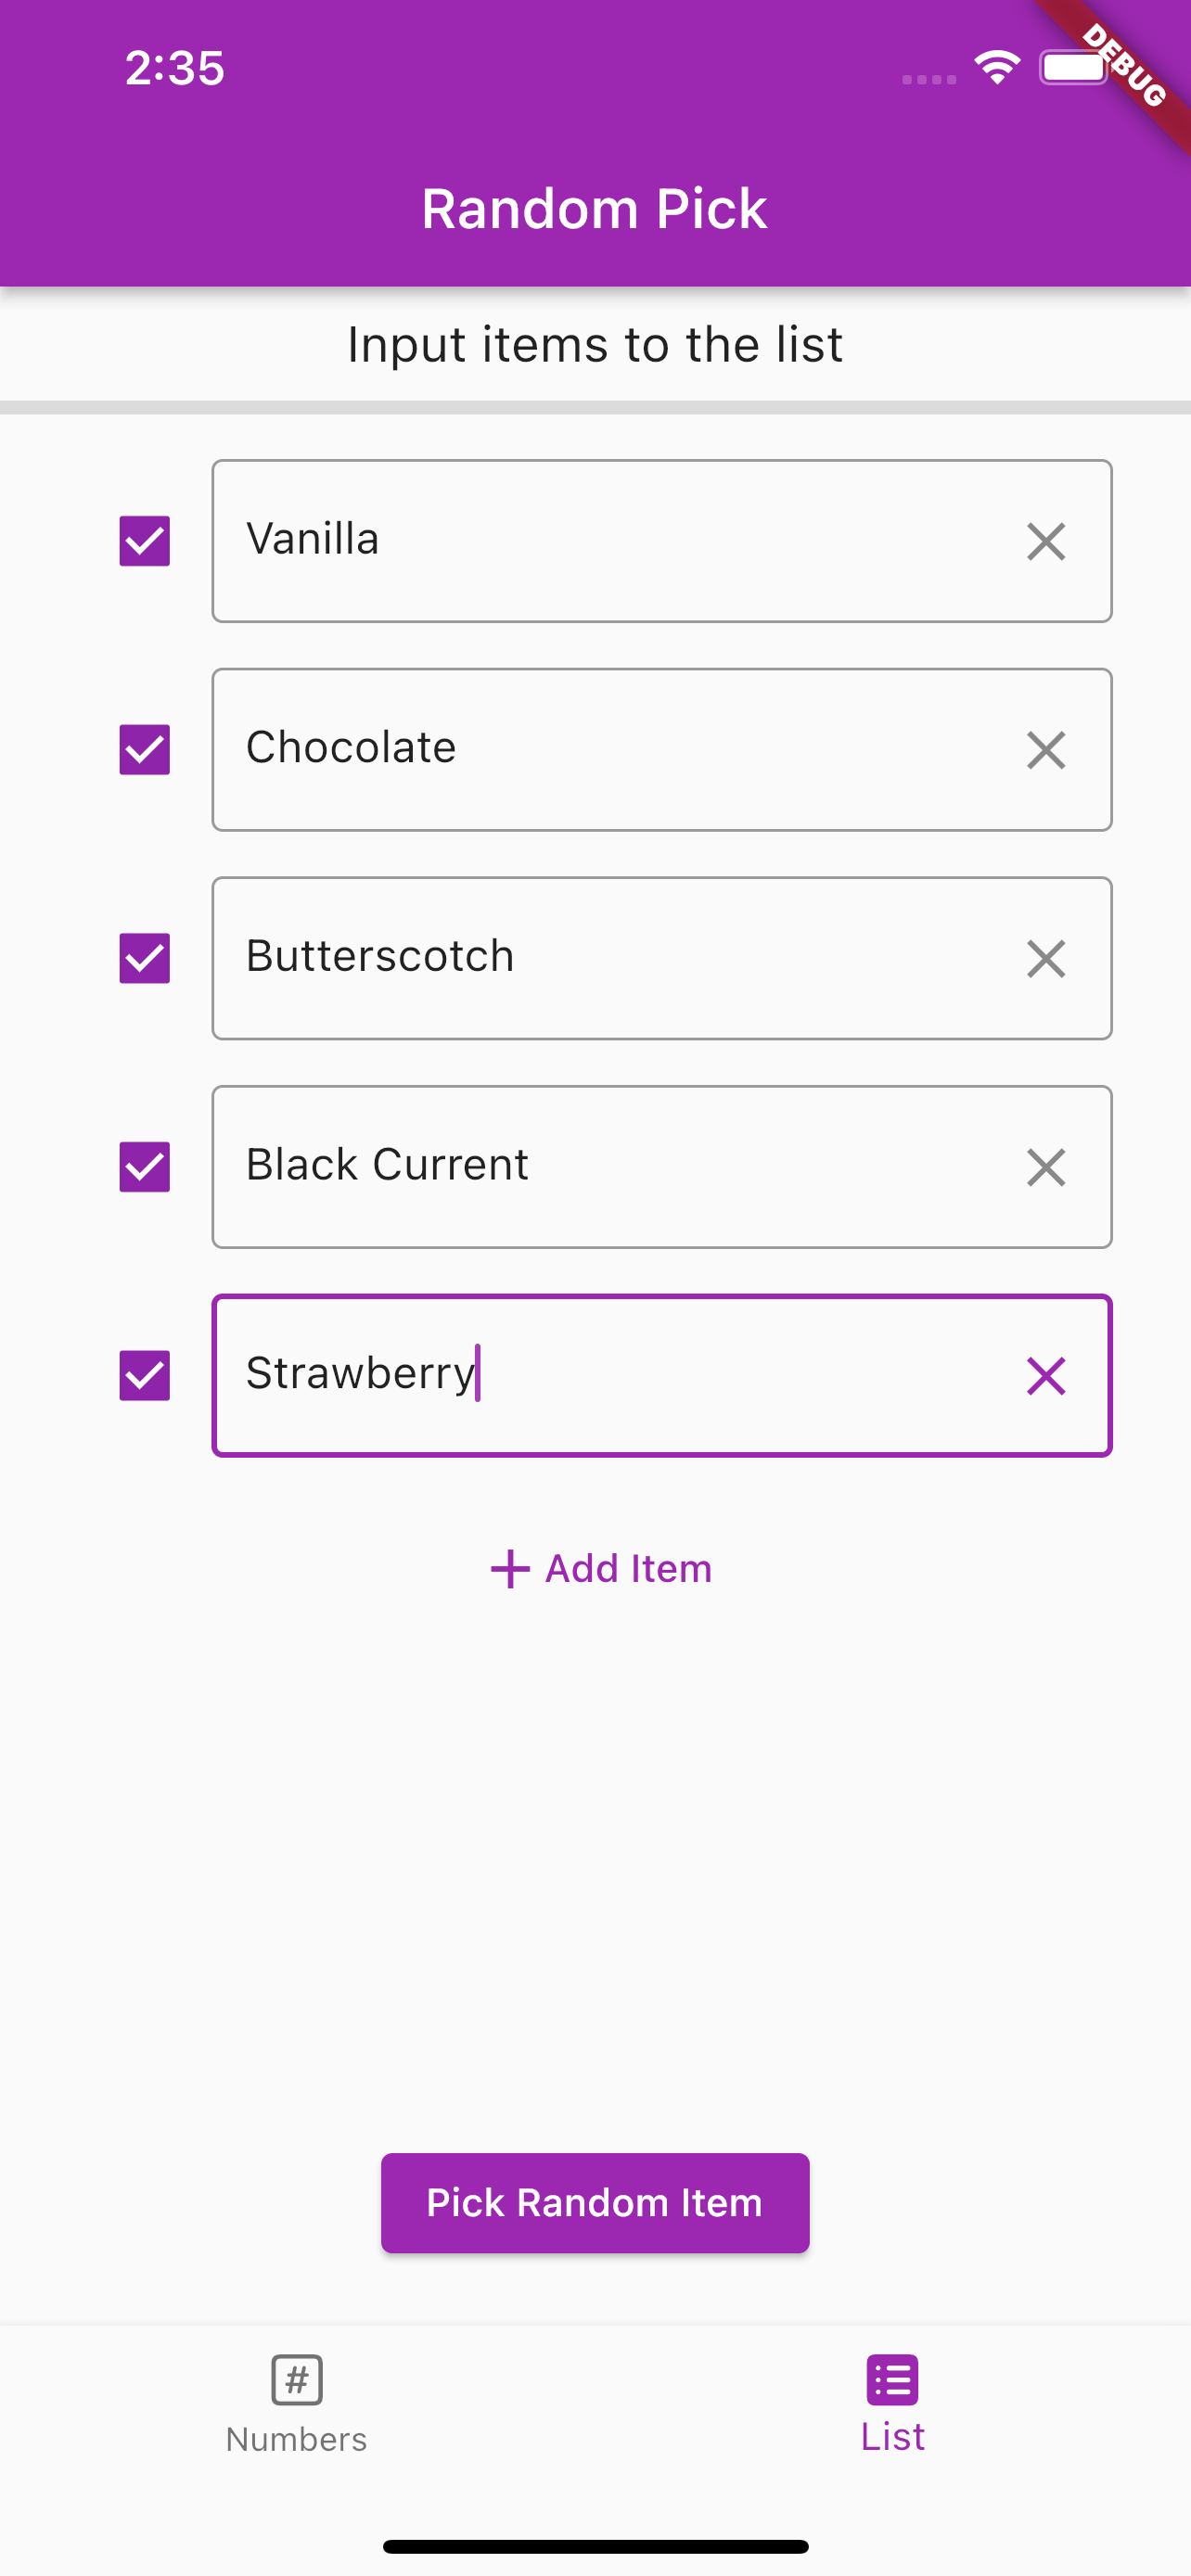 2:35
DEBUG
Random Pick
Input items to the list
Vanilla
Chocolate
Butterscotch
Black Current
Strawberry
Add Item
Pick Random Item
#
Numbers
List